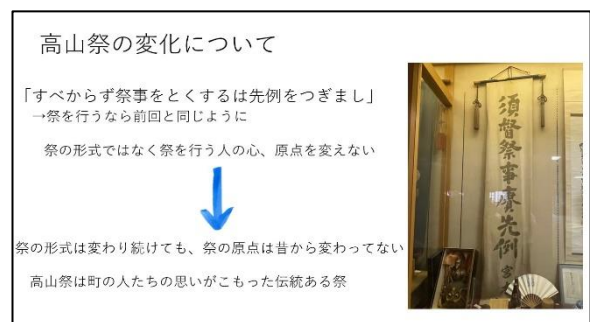 高山祭の変化について
「すべからず祭事をとくするは先例をつぎまし」
→祭を行うなら前回と同じように
祭の形式ではなく祭を行う人の心、原点を変えない
祭の形式は変わり続けても、祭の原点は昔から変わってない
高山祭は町の人たちの思いがこもった伝統ある祭
須督祭事賡先例